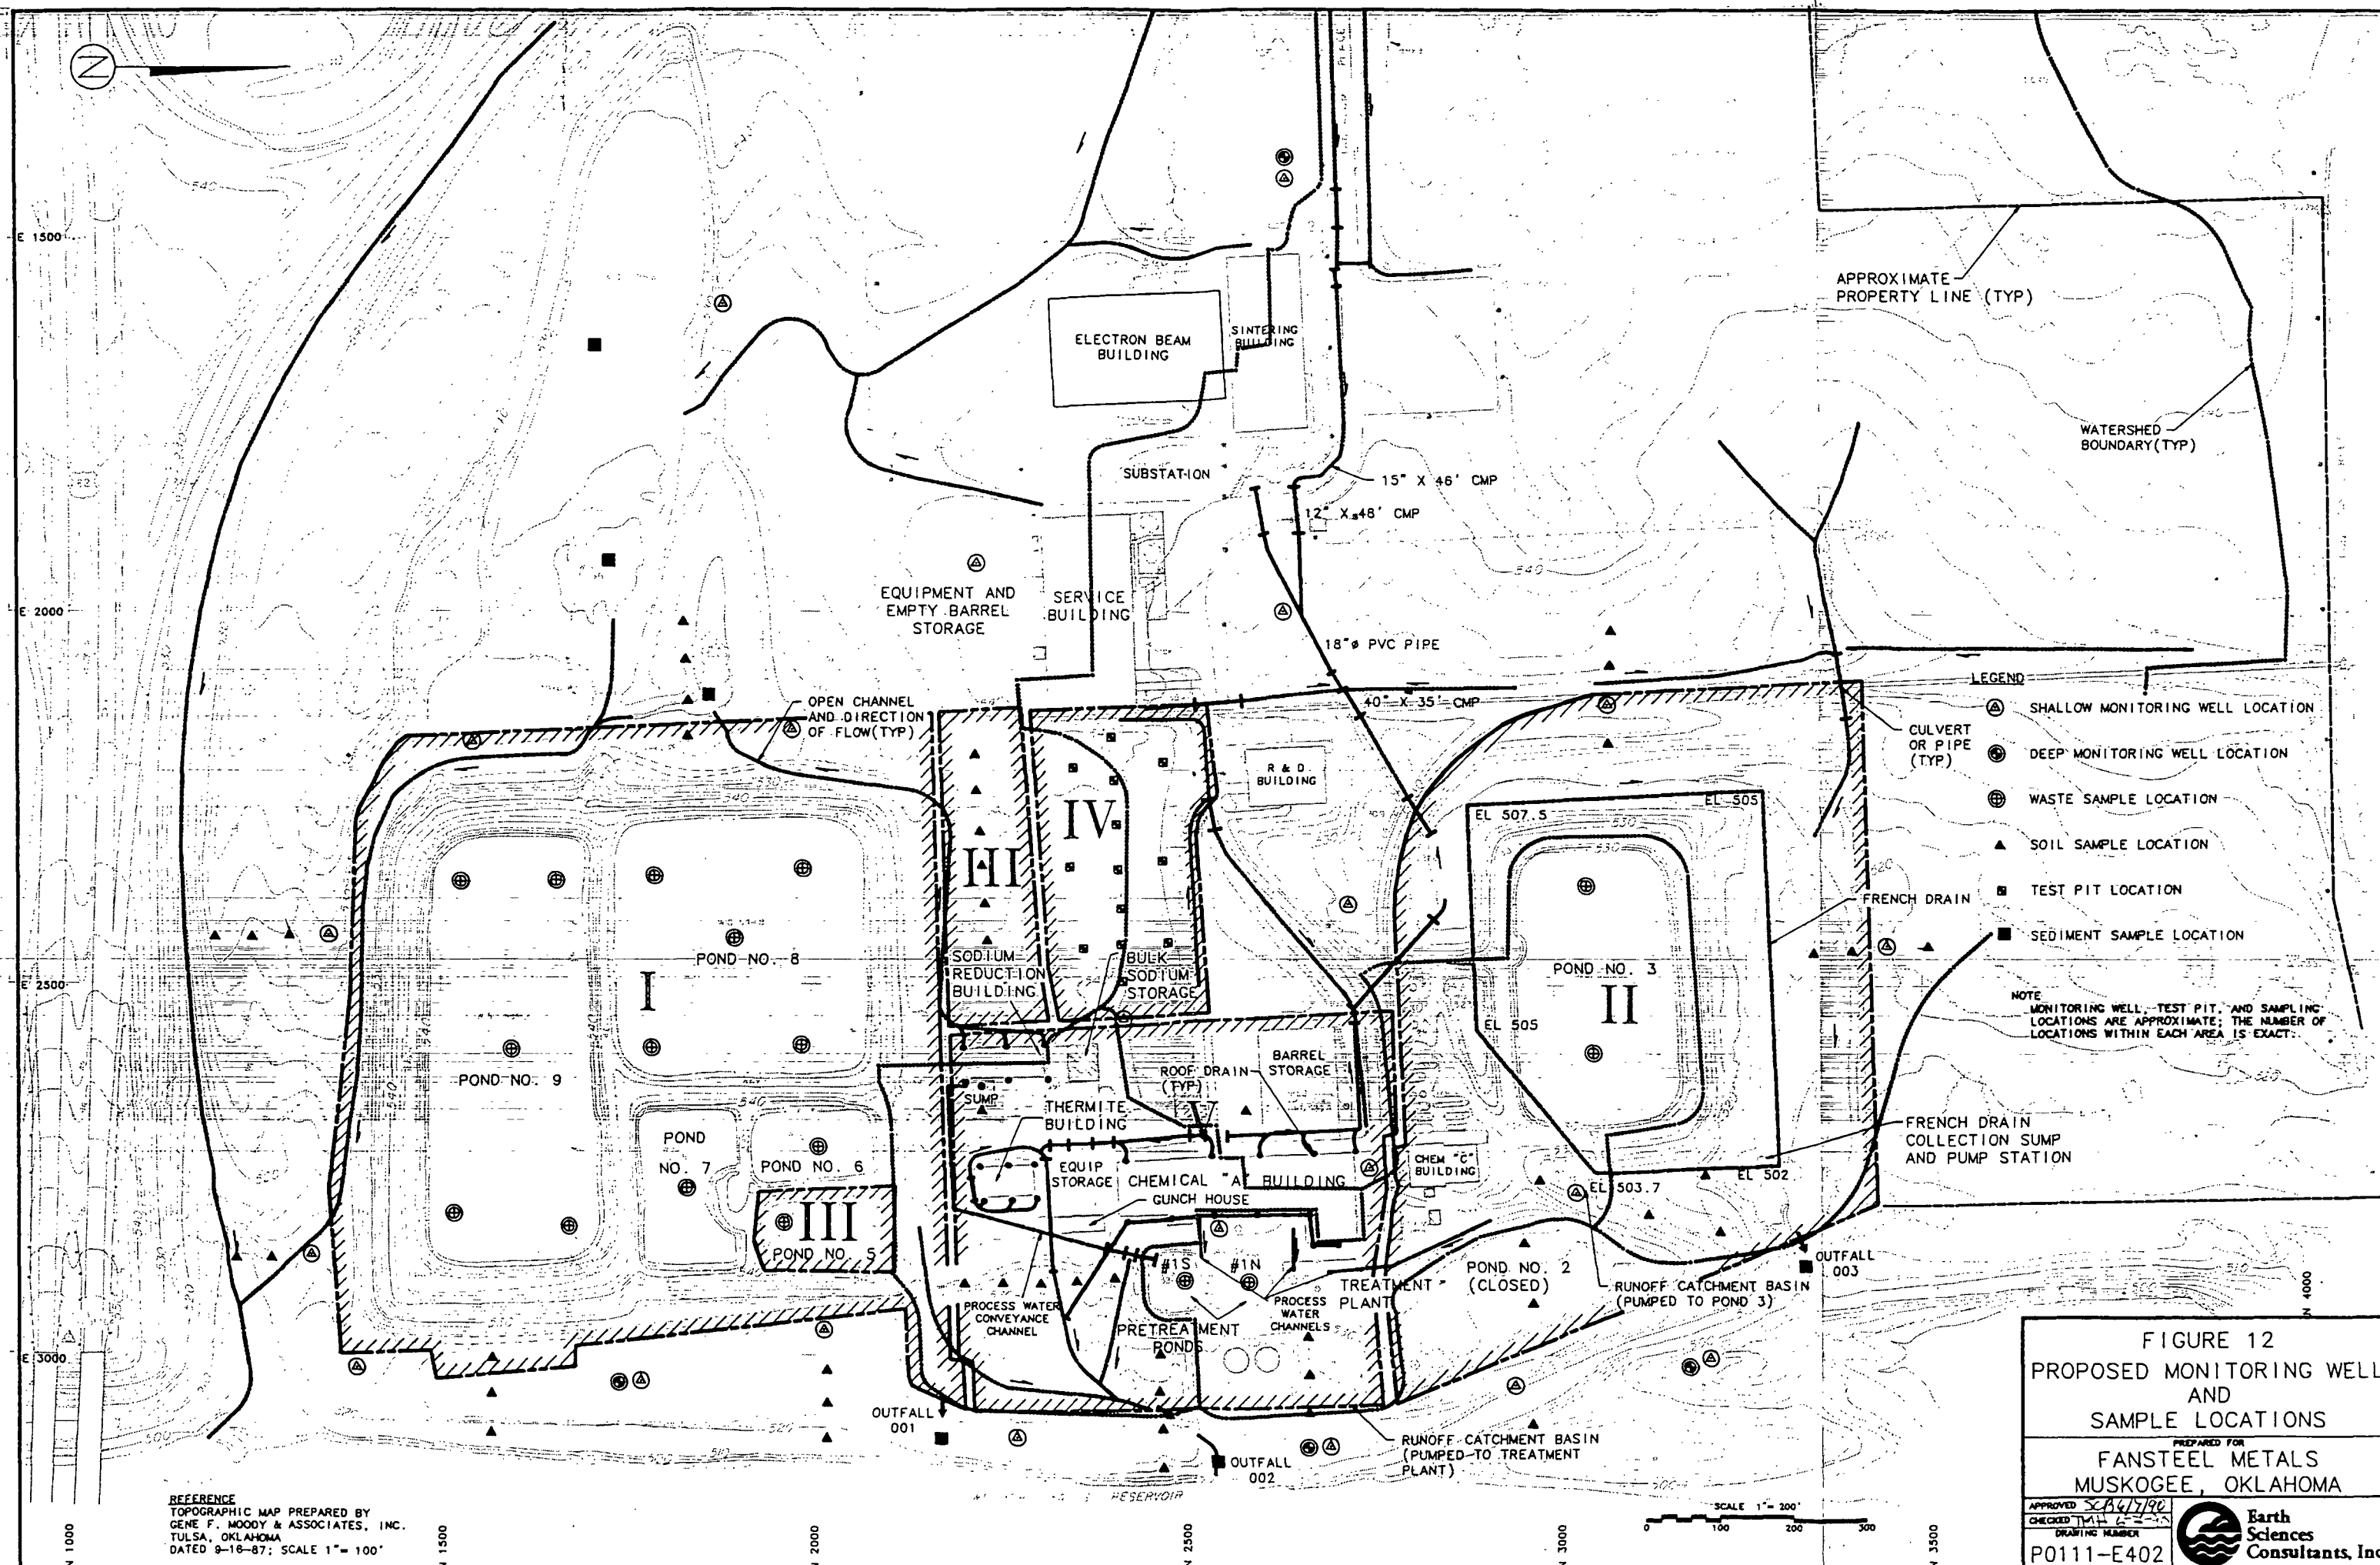 N
E 1500
E 2000
E 2500
E 3000
540
ELECTRON BEAM
BUILDING
SINTERING
BUILDING
SUBSTATION
15" X 46' CMP
12" X 48' CMP
APPROXIMATE
PROPERTY LINE (TYP)
WATERSHED
BOUNDARY(TYP)
EQUIPMENT AND
EMPTY BARREL
STORAGE
SERVICE
BUILDING
18"ø PVC PIPE
540
40" X 35' CMP
OPEN CHANNEL
AND DIRECTION
OF FLOW(TYP)
R & D
BUILDING
LEGEND
SHALLOW MONITORING WELL LOCATION
CULVERT
OR PIPE
(TYP)
DEEP MONITORING WELL LOCATION
WASTE SAMPLE LOCATION
SOIL SAMPLE LOCATION
TEST PIT LOCATION
FRENCH DRAIN
SEDIMENT SAMPLE LOCATION
NOTE
MONITORING WELL, TEST PIT, AND SAMPLING
LOCATIONS ARE APPROXIMATE; THE NUMBER OF
LOCATIONS WITHIN EACH AREA IS EXACT.
EL 507.5
EL 505
IV
III
POND NO. 8
I
SODIUM
REDUCTION
BUILDING
BULK
SODIUM
STORAGE
POND NO. 3
II
EL 505
POND NO. 9
BARREL
STORAGE
ROOF DRAIN
(TYP)
SUMP
THERMITE
BUILDING
V
POND
NO. 7
POND NO. 6
EQUIP
STORAGE
CHEMICAL "A" BUILDING
GUNCH HOUSE
CHEM "C"
BUILDING
FRENCH DRAIN
COLLECTION SUMP
AND PUMP STATION
EL 503.7
EL 502
III
POND NO. 5
#1S
#1N
PROCESS WATER
CONVEYANCE
CHANNEL
PROCESS
WATER
CHANNELS
TREATMENT
PLANT
PRETREATMENT
PONDS
POND NO. 2
(CLOSED)
RUNOFF CATCHMENT BASIN
(PUMPED TO POND 3)
OUTFALL
003
OUTFALL
001
OUTFALL
002
RUNOFF CATCHMENT BASIN
(PUMPED TO TREATMENT
PLANT)
520
510
500
RESERVOIR
REFERENCE
TOPOGRAPHIC MAP PREPARED BY
GENE F. MOODY & ASSOCIATES, INC.
TULSA, OKLAHOMA
DATED 9-16-87; SCALE 1"= 100'
N 1000
N 1500
N 2000
N 2500
N 3000
N 3500
N 4000
SCALE 1"= 200'
0 100 200 300
FIGURE 12
PROPOSED MONITORING WELL
AND
SAMPLE LOCATIONS
PREPARED FOR
FANSTEEL METALS
MUSKOGEE, OKLAHOMA
APPROVED SCB 6/7/90
CHECKED
DRAWING NUMBER
P0111-E402
Earth
Sciences
Consultants, Inc